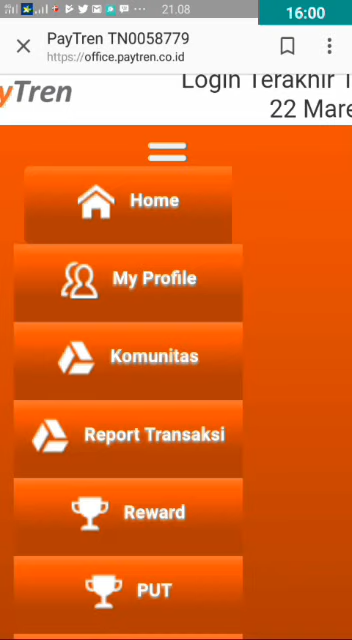 21.08
16:00
PayTren TN0058779
https://office.paytren.co.id
yTren
Login Terakhir
22 Mare
Home
My Profile
Komunitas
Report Transaksi
Reward
PUT